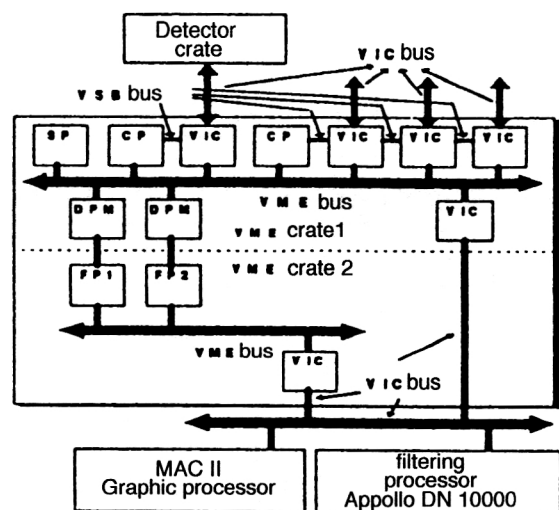 Detector
crate
VIC bus
VSB bus
SP
CP
VIC
CP
VIC
VIC
VIC
VME bus
DPM
DPM
VME crate1
VIC
VME crate 2
FP1
FP2
VME bus
VIC
VIC bus
MAC II
Graphic processor
filtering
processor
Appollo DN 10000